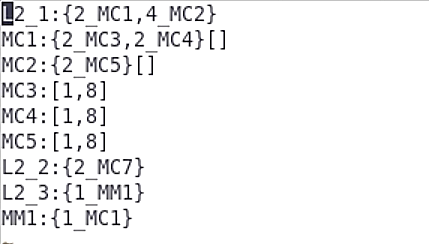 L2_1:{2_MC1,4_MC2}
MC1:{2_MC3,2_MC4}[]
MC2:{2_MC5}[]
MC3:[1,8]
MC4:[1,8]
MC5:[1,8]
L2_2:{2_MC7}
L2_3:{1_MM1}
MM1:{1_MC1}
~